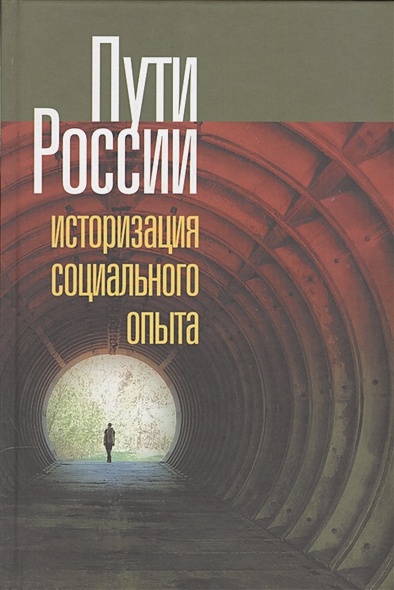 Пути
России
историзация
социального
опыта